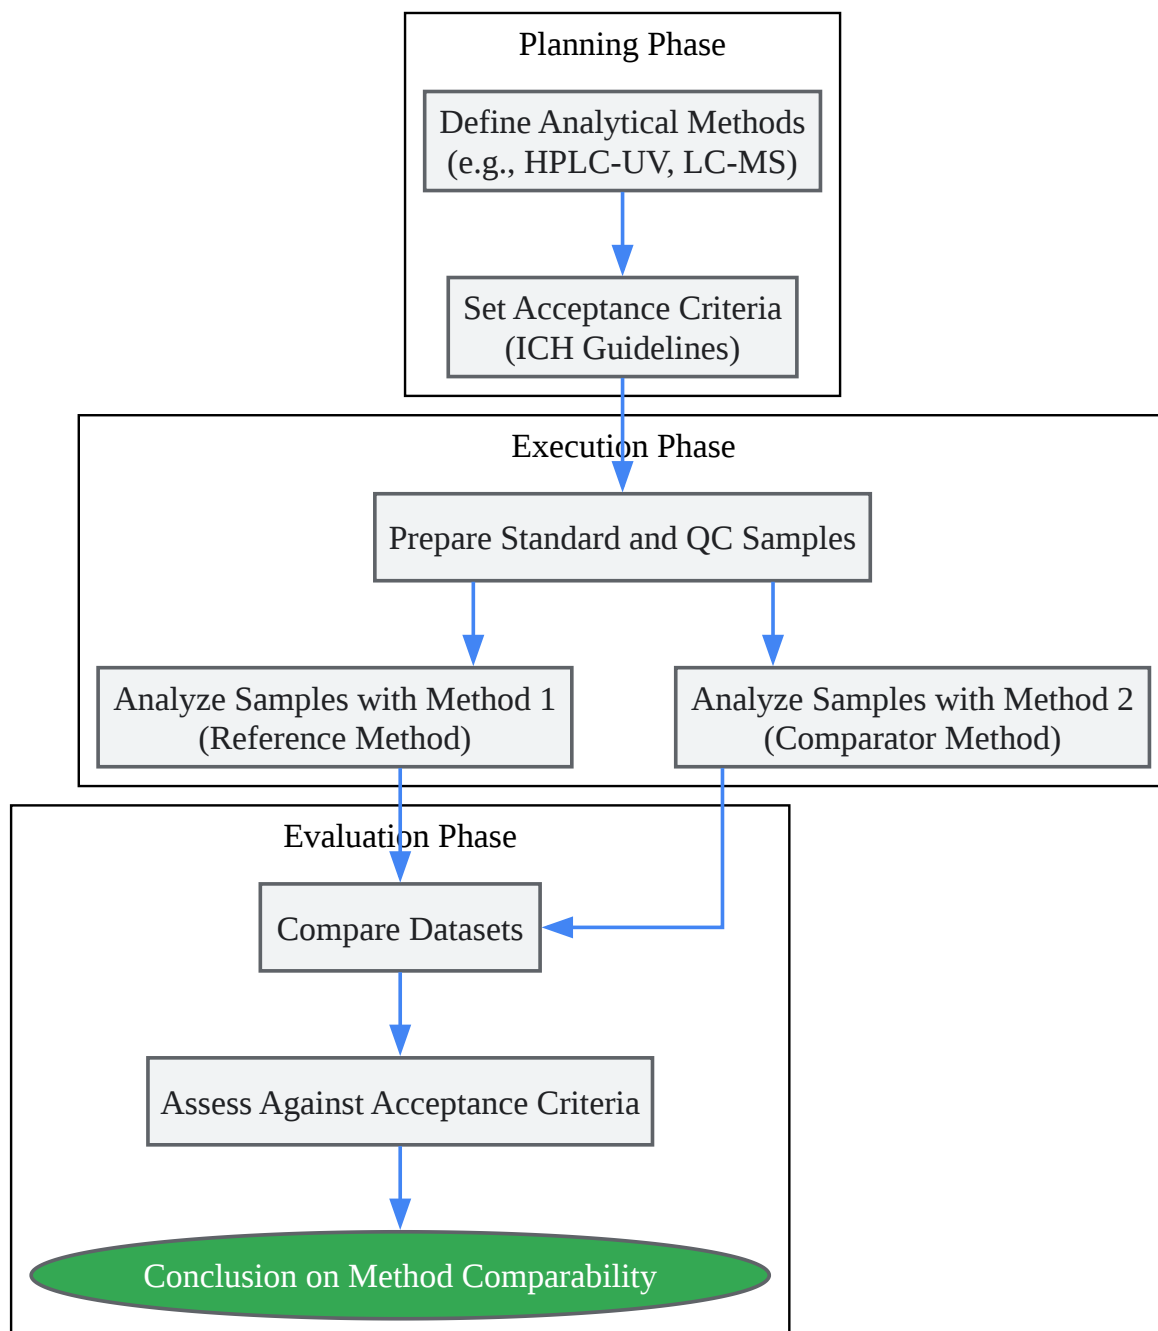 Planning Phase
Define Analytical Methods
(e.g., HPLC-UV, LC-MS)
Set Acceptance Criteria
(ICH Guidelines)
Execution Phase
Prepare Standard and QC Samples
Analyze Samples with Method 1
(Reference Method)
Analyze Samples with Method 2
(Comparator Method)
Evaluation Phase
Compare Datasets
Assess Against Acceptance Criteria
Conclusion on Method Comparability